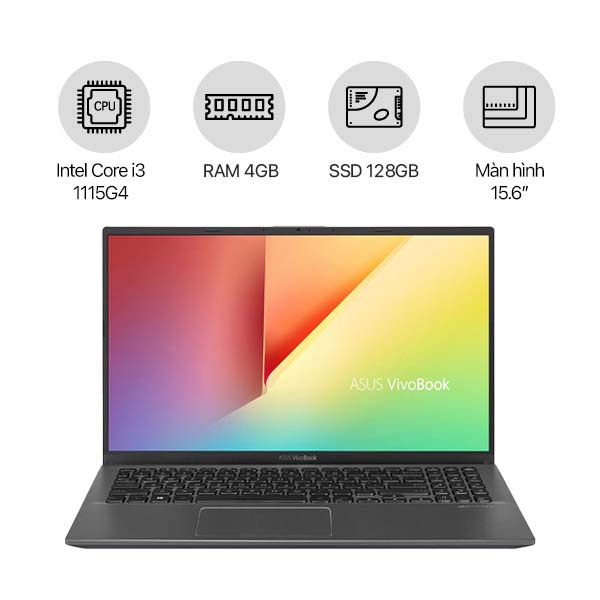 CPU
Intel Core i3
1115G4
RAM 4GB
SSD 128GB
Màn hình
15.6"
ASUS VivoBook
ASUS VivoBook